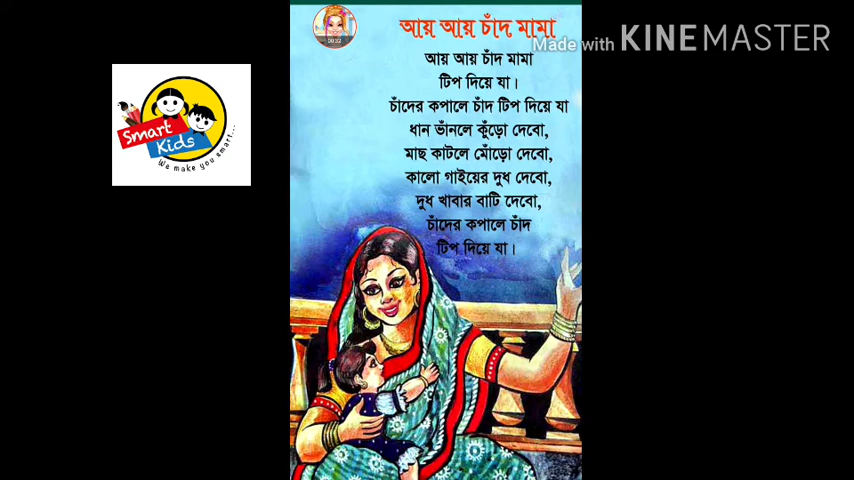 আয় আয় চাঁদ মামা
আয় আয় চাঁদ মামা
টিপ দিয়ে যা।
চাঁদের কপালে চাঁদ টিপ দিয়ে যা
ধান ভাঁনলে কুঁড়ো দেবো,
মাছ কাটলে মোঁড়ো দেবো,
কালো গাইয়ের দুধ দেবো,
দুধ খাবার বাটি দেবো,
চাঁদের কপালে চাঁদ
টিপ দিয়ে যা।
Made with KINEMASTER
Smart
Kids
We make you smart...